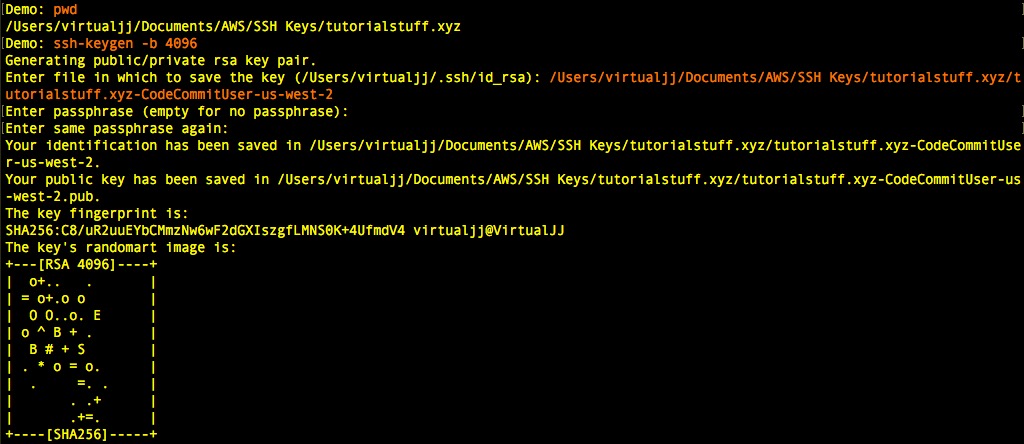 [Demo: pwd ]
/Users/virtualjj/Documents/AWS/SSH Keys/tutorialstuff.xyz
[Demo: ssh-keygen -b 4096 ]
Generating public/private rsa key pair.
Enter file in which to save the key (/Users/virtualjj/.ssh/id_rsa): /Users/virtualjj/Documents/AWS/SSH Keys/tutorialstuff.xyz/t
utorialstuff.xyz-CodeCommitUser-us-west-2
[Enter passphrase (empty for no passphrase): ]
[Enter same passphrase again: ]
Your identification has been saved in /Users/virtualjj/Documents/AWS/SSH Keys/tutorialstuff.xyz/tutorialstuff.xyz-CodeCommitUse
r-us-west-2.
Your public key has been saved in /Users/virtualjj/Documents/AWS/SSH Keys/tutorialstuff.xyz/tutorialstuff.xyz-CodeCommitUser-us
-west-2.pub.
The key fingerprint is:
SHA256:C8/uR2uuEYbCMmzNw6wF2dGXIszgfLMNS0K+4UfmdV4 virtualjj@VirtualJJ
The key's randomart image is:
+---[RSA 4096]----+
|  o+..   .       |
| = o+.o o        |
|  O O..o. E      |
| o ^ B + .       |
|  B # + S        |
| . * o = o.      |
|  .     =. .     |
|       . .+      |
|       .+=.      |
+----[SHA256]-----+